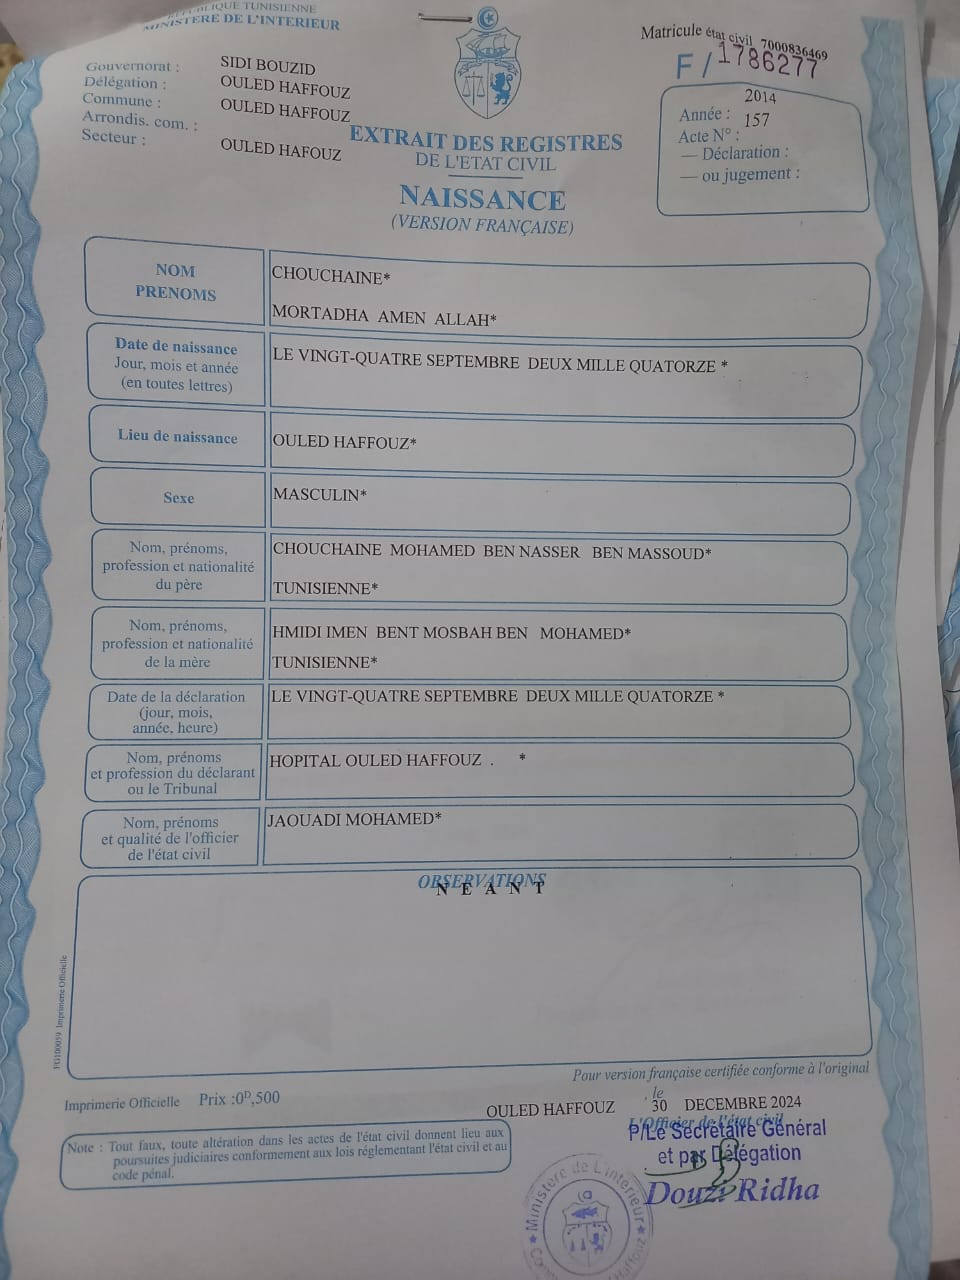 RÉPUBLIQUE TUNISIENNE
MINISTERE DE L'INTERIEUR
Matricule état civil 7000836469
F/1786277
Gouvernorat : SIDI BOUZID
Délégation : OULED HAFFOUZ
Commune : OULED HAFFOUZ
Arrondis. com. :
Secteur : OULED HAFOUZ
2014
Année :
157
Acte N° :
— Déclaration :
— ou jugement :
EXTRAIT DES REGISTRES
DE L'ETAT CIVIL
NAISSANCE
(VERSION FRANÇAISE)
NOM
PRENOMS
CHOUCHAINE*
MORTADHA AMEN ALLAH*
Date de naissance
Jour, mois et année
(en toutes lettres)
LE VINGT-QUATRE SEPTEMBRE DEUX MILLE QUATORZE *
Lieu de naissance
OULED HAFFOUZ*
Sexe
MASCULIN*
Nom, prénoms,
profession et nationalité
du père
CHOUCHAINE MOHAMED BEN NASSER BEN MASSOUD*
TUNISIENNE*
Nom, prénoms,
profession et nationalité
de la mère
HMIDI IMEN BENT MOSBAH BEN MOHAMED*
TUNISIENNE*
Date de la déclaration
(jour, mois,
année, heure)
LE VINGT-QUATRE SEPTEMBRE DEUX MILLE QUATORZE *
Nom, prénoms
et profession du déclarant
ou le Tribunal
HOPITAL OULED HAFFOUZ . *
Nom, prénoms
et qualité de l'officier
de l'état civil
JAOUADI MOHAMED*
OBSERVATIONS
N E A N T
FG100059 Imprimerie Officielle
Pour version française certifiée conforme à l'original
Imprimerie Officielle Prix :0ᴰ,500
OULED HAFFOUZ , le 30 DECEMBRE 2024
L'Officier de l'état civil
P/Le Secrétaire Général
et par Délégation
Douzi Ridha
Note : Tout faux, toute altération dans les actes de l'état civil donnent lieu aux
poursuites judiciaires conformement aux lois réglementant l'état civil et au
code pénal.
Ministère de L'intérieur
Haffouz